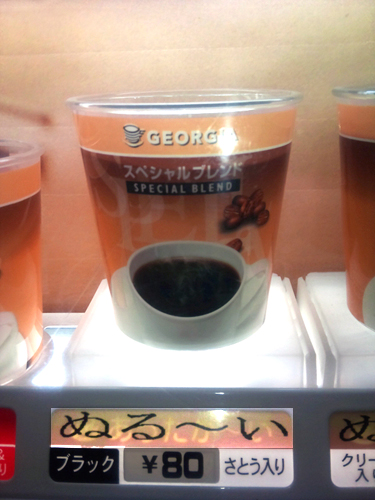 GEORGIA
スペシャルブレンド
SPECIAL BLEND
ぬる〜い
ブラック
¥80
さとう入り
ぬ
クリー
入り
&
り